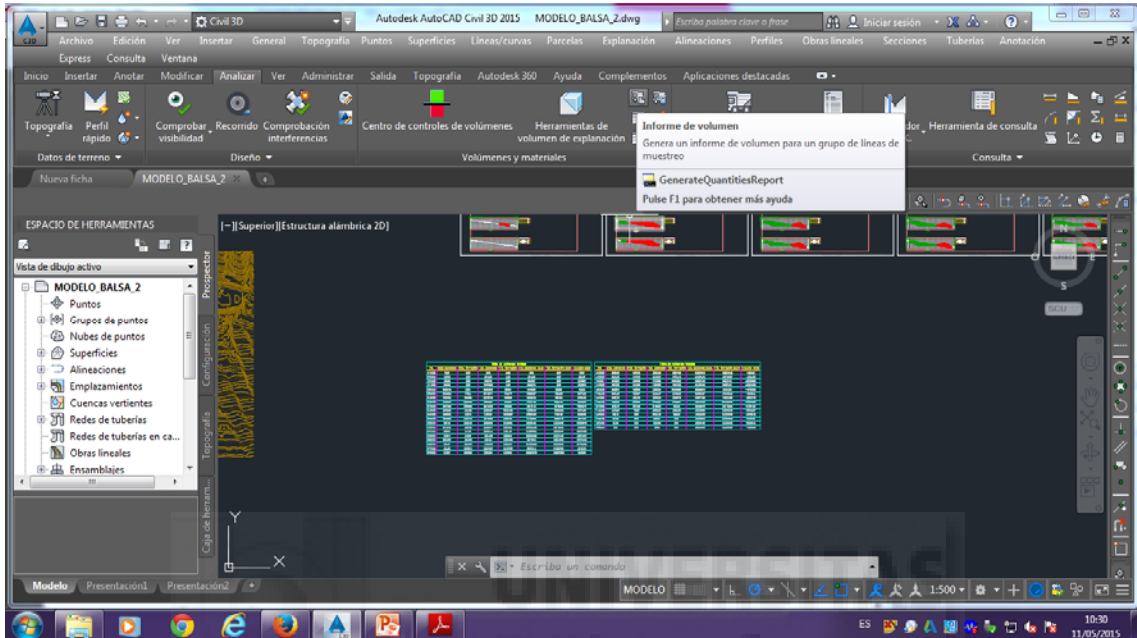 Civil 3D
Autodesk AutoCAD Civil 3D 2015 MODELO_BALSA_2.dwg
Escriba palabra clave o frase
Iniciar sesión
Archivo Edición Ver Insertar General Topografía Puntos Superficies Líneas/curvas Parcelas Explanación Alineaciones Perfiles Obras lineales Secciones Tuberías Anotación
Express Consulta Ventana
Inicio Insertar Anotar Modificar Analizar Ver Administrar Salida Topografía Autodesk 360 Ayuda Complementos Aplicaciones destacadas
Topografía Perfil rápido Comprobar visibilidad Recorrido Comprobación interferencias Centro de controles de volúmenes Herramientas de volumen de explanación Herramienta de consulta
Datos de terreno Diseño Volúmenes y materiales Consulta
Informe de volumen
Genera un informe de volumen para un grupo de líneas de muestreo
GenerateQuantitiesReport
Pulse F1 para obtener más ayuda
Nueva ficha MODELO_BALSA_2
ESPACIO DE HERRAMIENTAS
[−][Superior][Estructura alámbrica 2D]
Vista de dibujo activo
MODELO_BALSA_2
Puntos
Grupos de puntos
Nubes de puntos
Superficies
Alineaciones
Emplazamientos
Cuencas vertientes
Redes de tuberías
Redes de tuberías en ca...
Obras lineales
Ensamblajes
Prospector
Configuración
Topografía
Caja de herram...
N
O
E
S
SCU
Y
X
Escriba un comando
UNIVERSITAS
Modelo Presentación1 Presentación2
MODELO
1:500
ES
10:30
11/05/2015